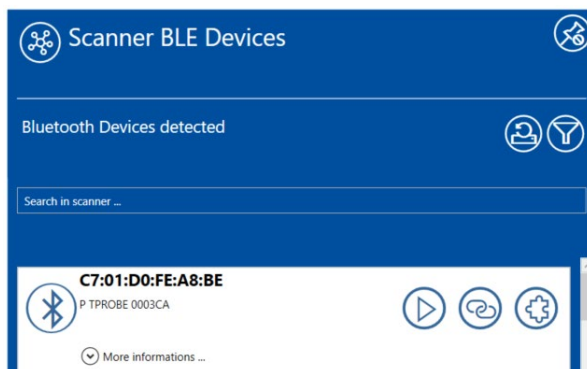 Scanner BLE Devices
Bluetooth Devices detected
Search in scanner ...
C7:01:D0:FE:A8:BE
P TPROBE 0003CA
More informations ...